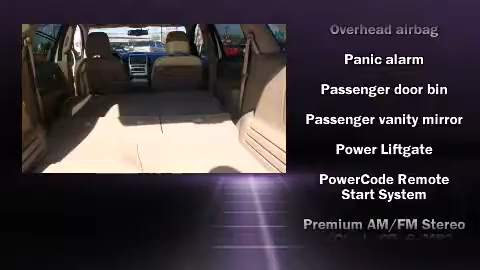 Overhead airbag
Panic alarm
Passenger door bin
Passenger vanity mirror
Power Liftgate
PowerCode Remote
Start System
Premium AM/FM Stereo